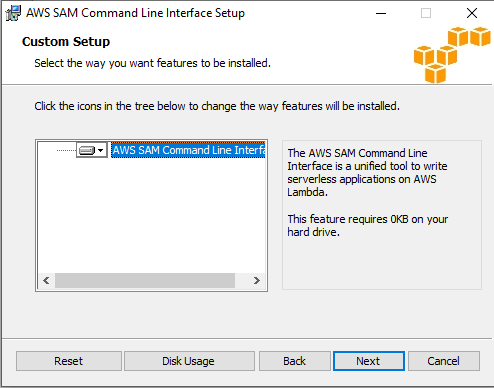 AWS SAM Command Line Interface Setup
Custom Setup
Select the way you want features to be installed.
Click the icons in the tree below to change the way features will be installed.
AWS SAM Command Line Interfa
The AWS SAM Command Line
Interface is a unified tool to write
serverless applications on AWS
Lambda.
This feature requires 0KB on your
hard drive.
Reset
Disk Usage
Back
Next
Cancel